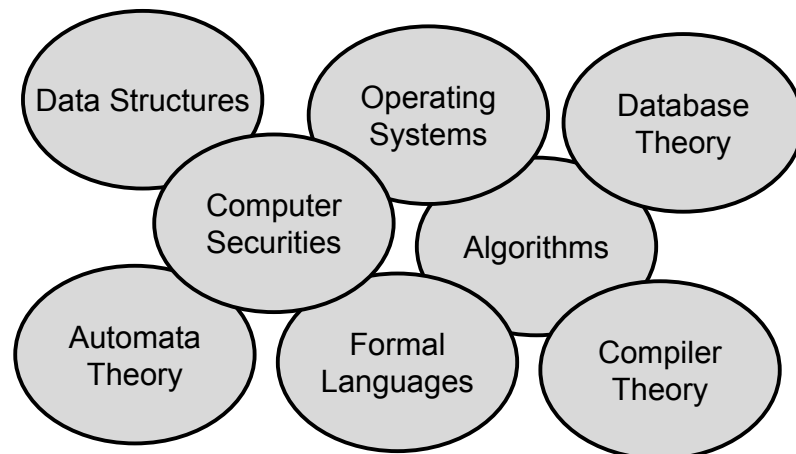 Data Structures
Operating
Systems
Database
Theory
Computer
Securities
Algorithms
Automata
Theory
Formal
Languages
Compiler
Theory